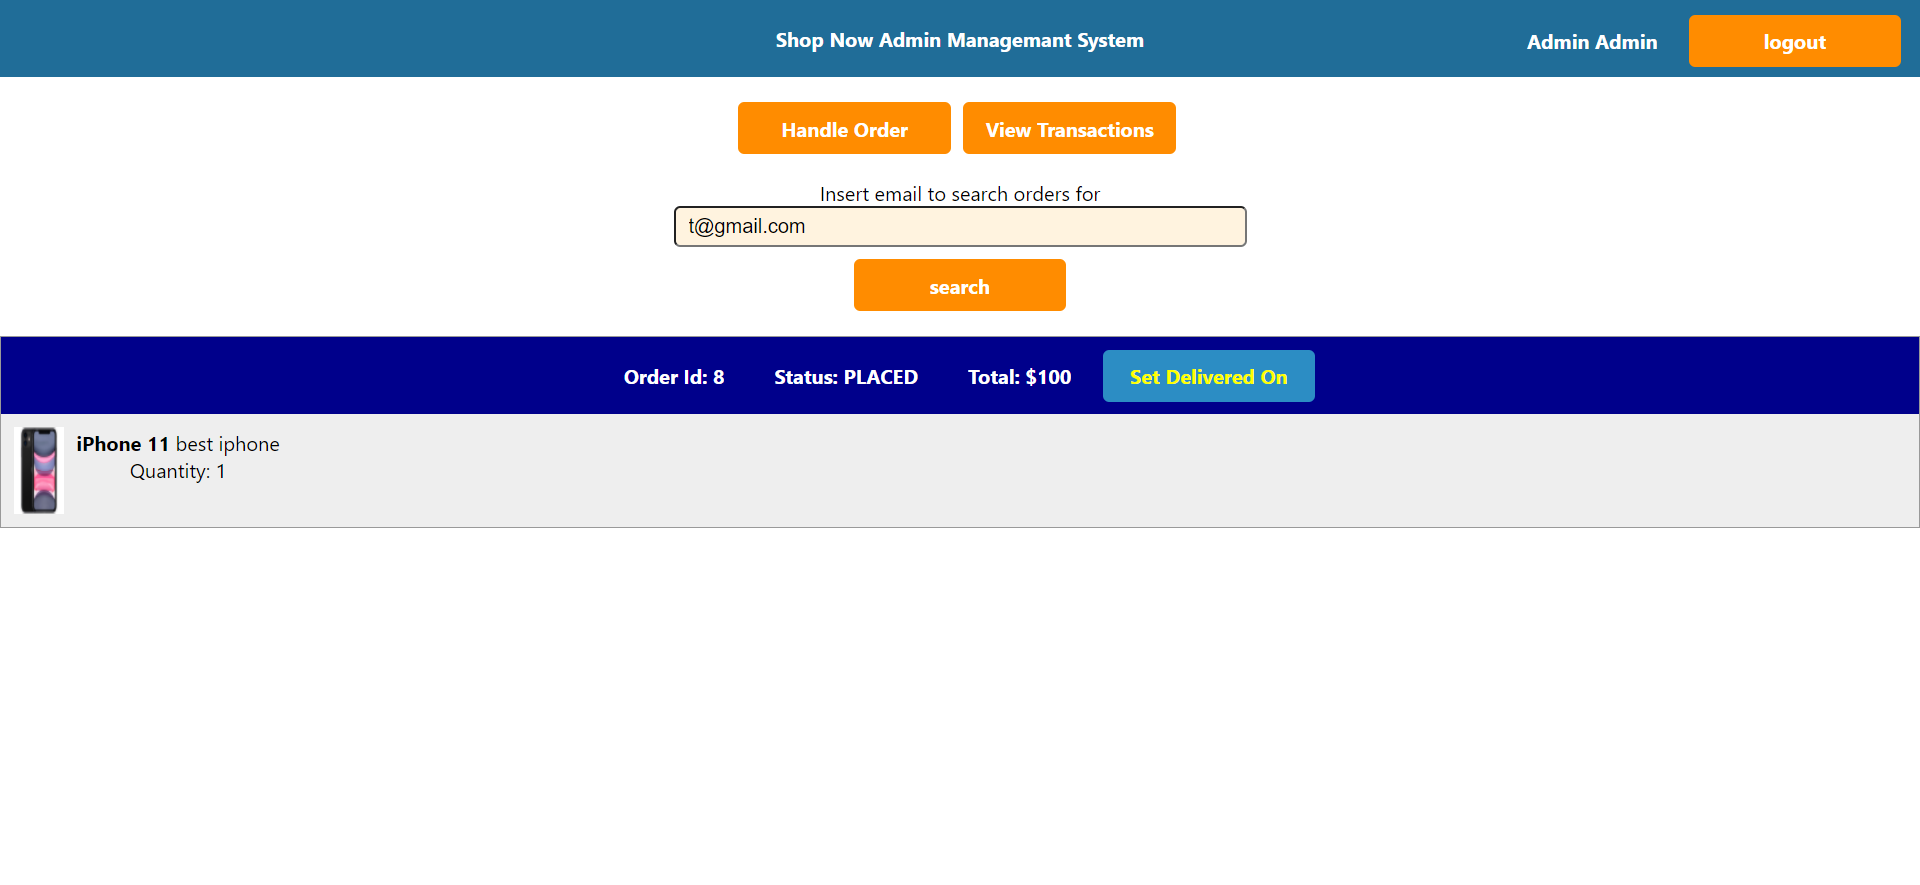 Shop Now Admin Managemant System
Admin Admin
logout
Handle Order
View Transactions
Insert email to search orders for
t@gmail.com
search
Order Id: 8
Status: PLACED
Total: $100
Set Delivered On
iPhone 11 best iphone
Quantity: 1